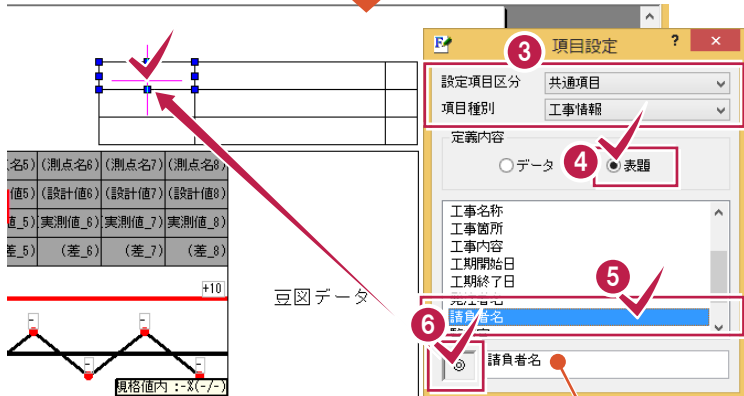 ③ 項目設定 ? ×
設定項目区分 共通項目
項目種別 工事情報
定義内容
データ ④ 表題
工事名称
工事箇所
工事内容
工期開始日
工期終了日
⑤
請負者名
⑥
◎ 請負者名
名5) (測点名6) (測点名7) (測点名8)
値5) (設計値6) (設計値7) (設計値8)
_5) 実測値_6) 実測値_7) 実測値_8)
(差_5) (差_6) (差_7) (差_8)
+10
豆図データ
- - - -
規格値内 :-%(-/-)